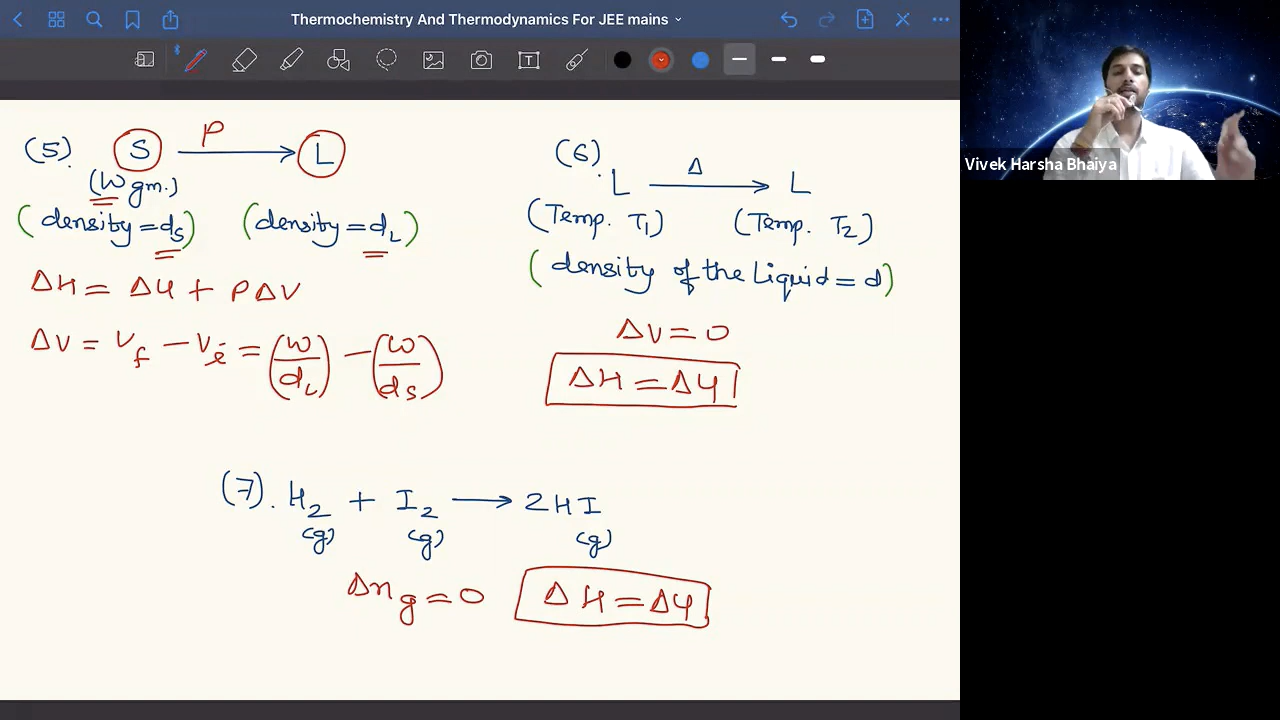 Thermochemistry And Thermodynamics For JEE mains
Vivek Harsha Bhaiya
(5). S —P→ L
(W gm.)
(density = dS) (density = dL)
ΔH = ΔU + PΔV
ΔV = Vf − Vi = (W/dL) − (W/dS)
(6). L —Δ→ L
(Temp. T1) (Temp. T2)
(density of the Liquid = d)
ΔV = 0
ΔH = ΔU
(7). H2 + I2 ⟶ 2HI
(g) (g) (g)
Δng = 0 ΔH = ΔU